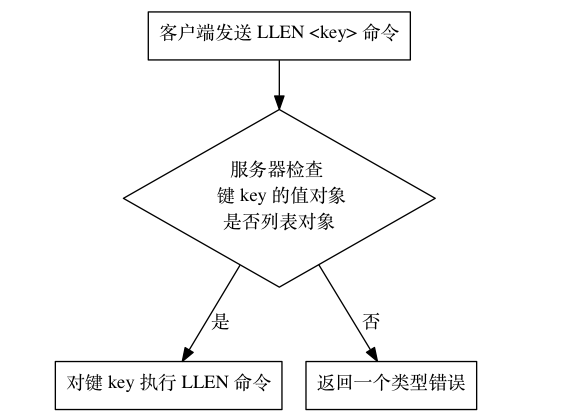 客户端发送 LLEN <key> 命令
服务器检查
键 key 的值对象
是否列表对象
是
否
对键 key 执行 LLEN 命令
返回一个类型错误